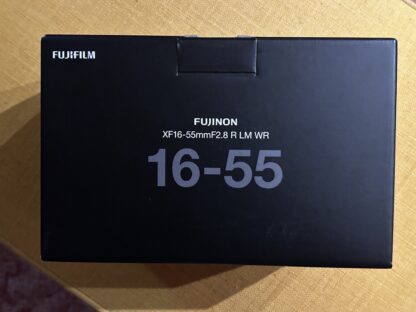 FUJIFILM
FUJINON
XF16-55mmF2.8 R LM WR
16-55